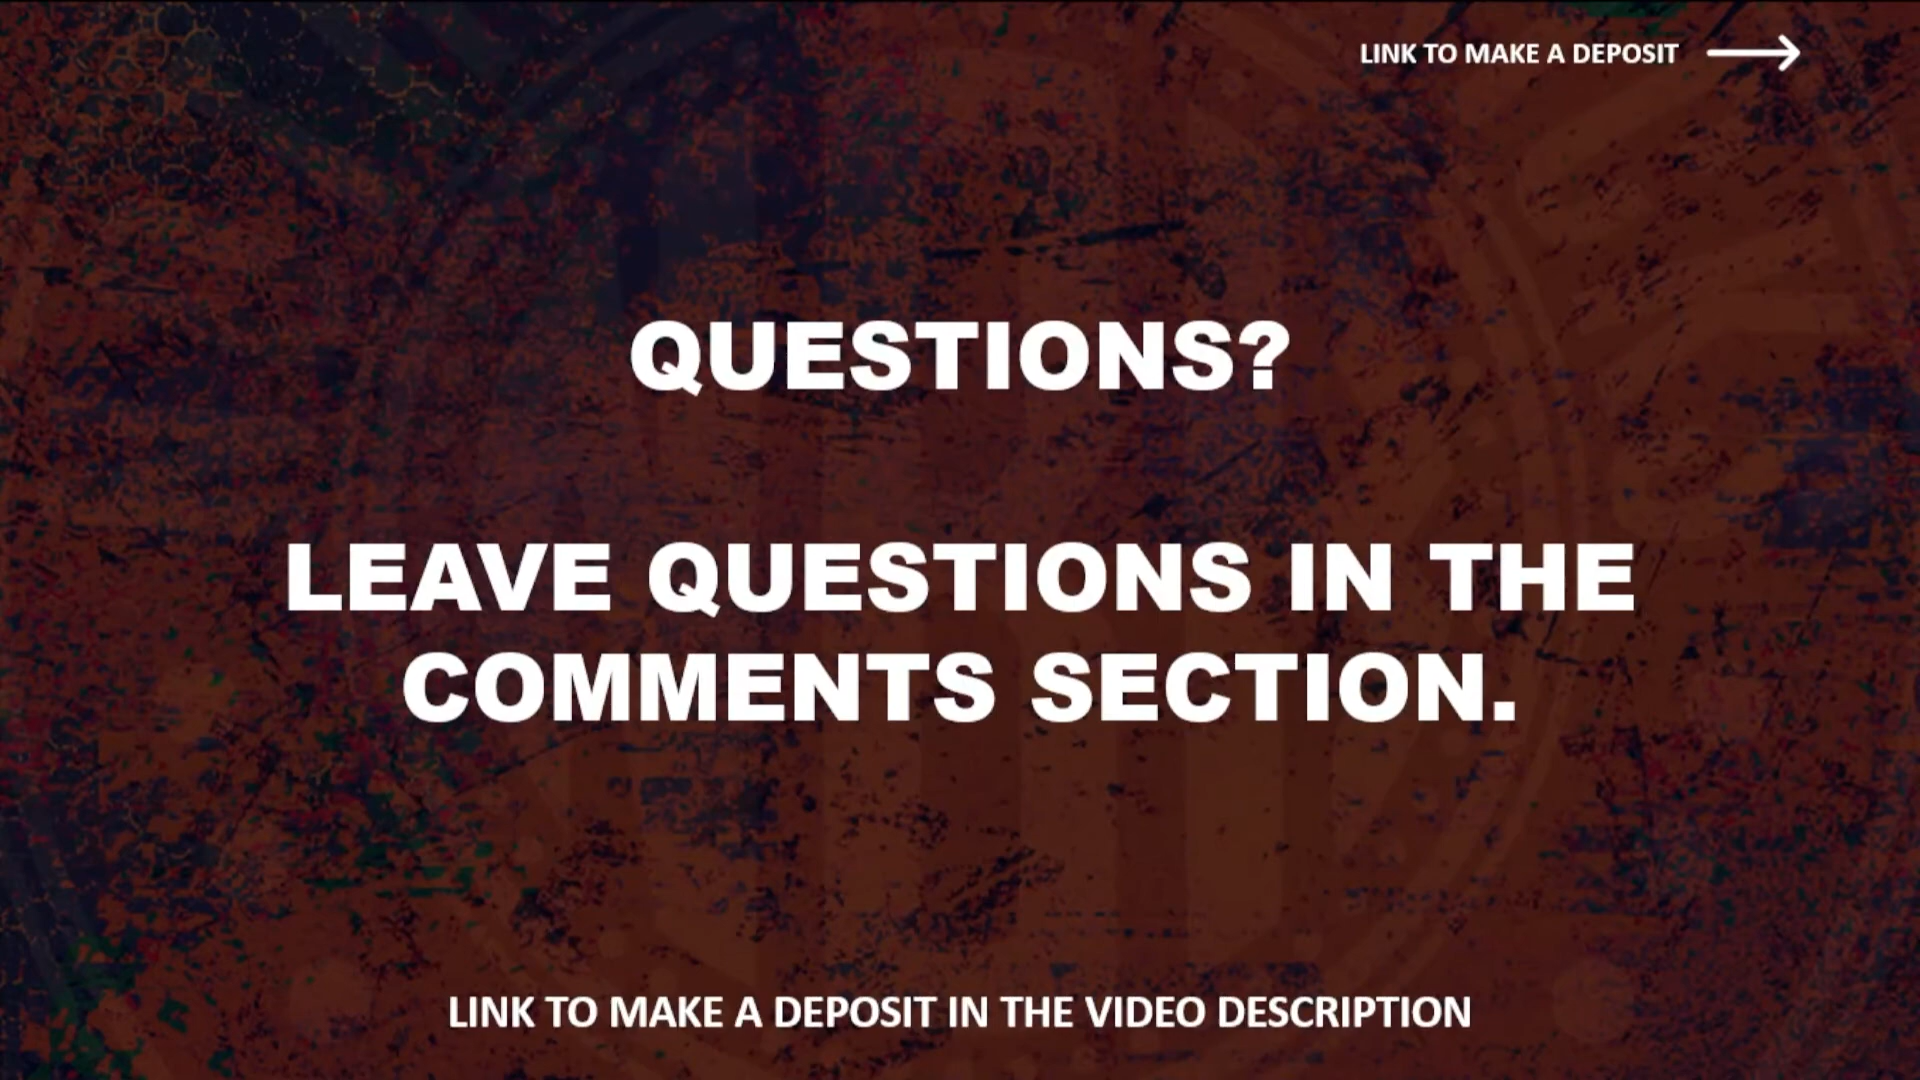 LINK TO MAKE A DEPOSIT
QUESTIONS?
LEAVE QUESTIONS IN THE
COMMENTS SECTION.
LINK TO MAKE A DEPOSIT IN THE VIDEO DESCRIPTION